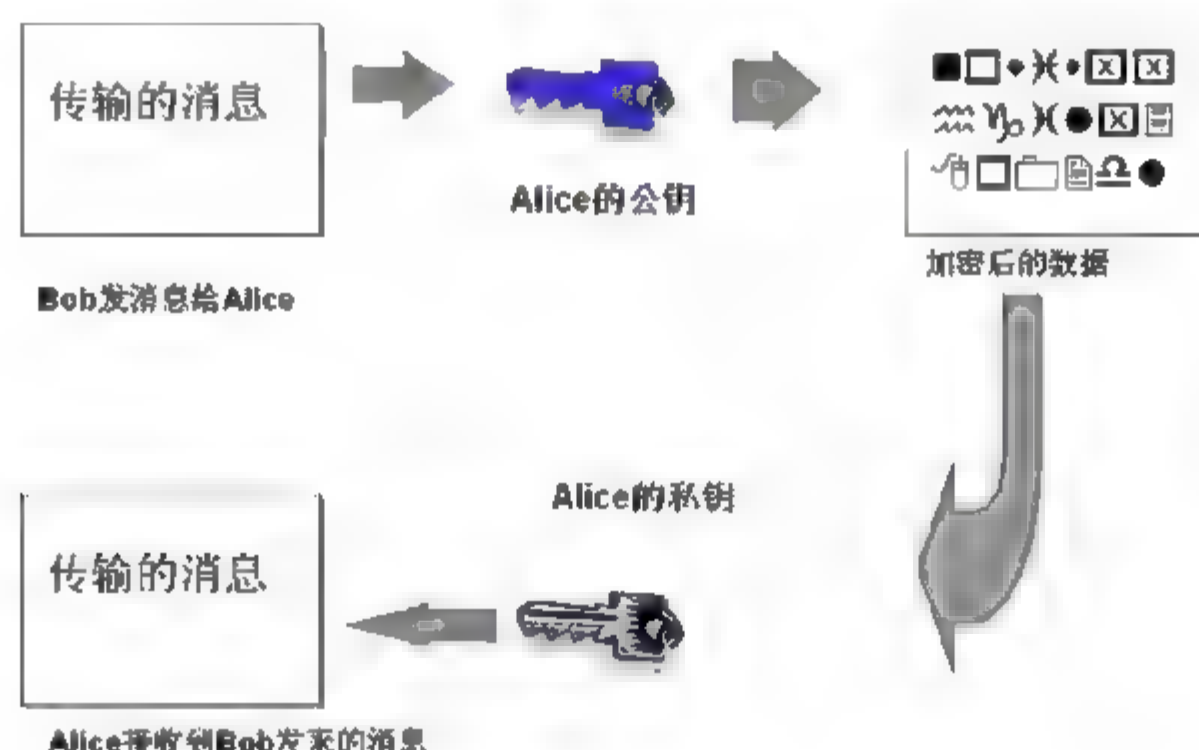 传输的消息
Alice的公钥
加密后的数据
Bob发消息给Alice
Alice的私钥
传输的消息
Alice接收到Bob发来的消息